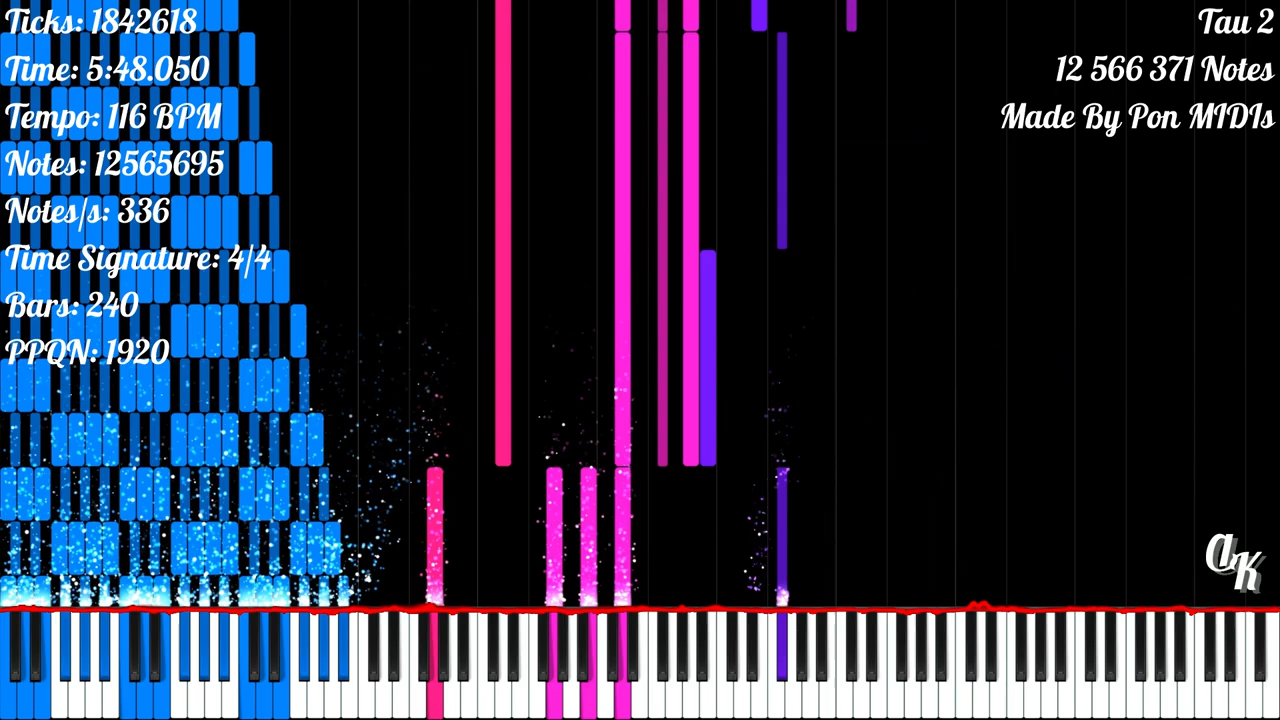 Ticks: 1842618
Time: 5:48.050
Tempo: 116 BPM
Notes: 12565695
Notes/s: 336
Time Signature: 4/4
Bars: 240
PPQN: 1920
Tau 2
12 566 371 Notes
Made By Pon MIDIs
aK